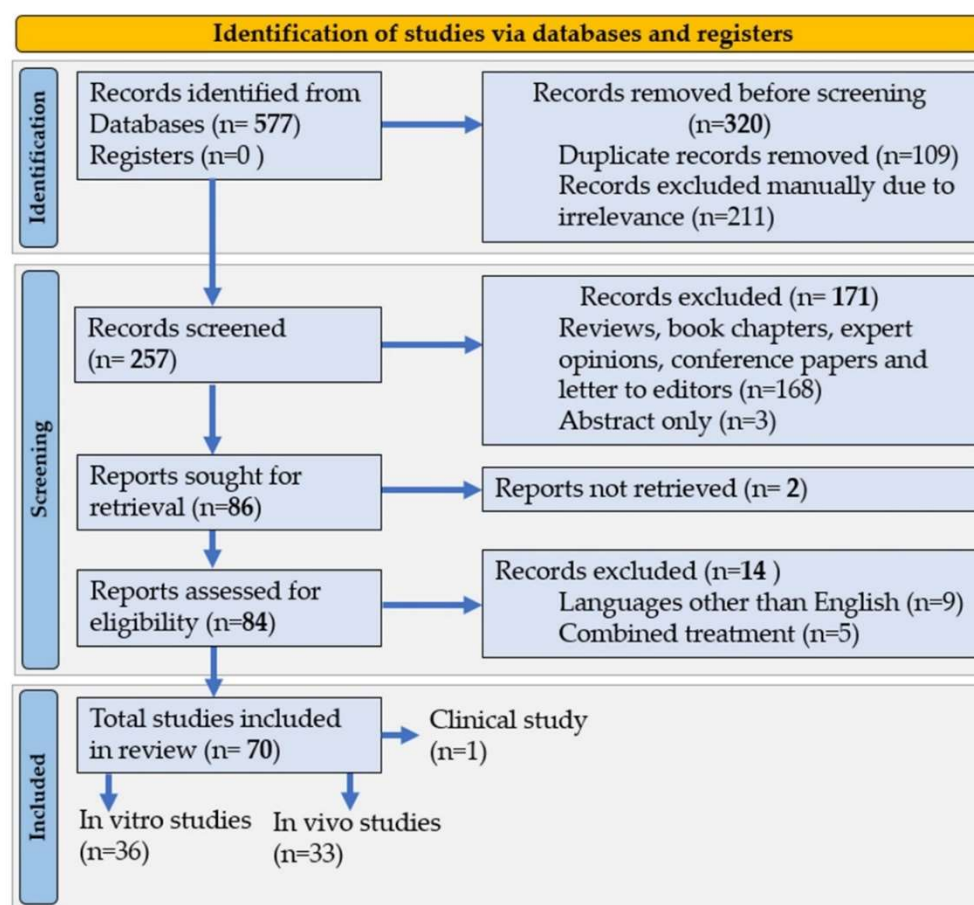 Identification of studies via databases and registers
Identification
Records identified from
Databases (n= 577)
Registers (n=0 )
Records removed before screening
(n=320)
Duplicate records removed (n=109)
Records excluded manually due to
irrelevance (n=211)
Screening
Records screened
(n= 257)
Records excluded (n= 171)
Reviews, book chapters, expert
opinions, conference papers and
letter to editors (n=168)
Abstract only (n=3)
Reports sought for
retrieval (n=86)
Reports not retrieved (n= 2)
Reports assessed for
eligibility (n=84)
Records excluded (n=14 )
Languages other than English (n=9)
Combined treatment (n=5)
Included
Total studies included
in review (n= 70)
Clinical study
(n=1)
In vitro studies
(n=36)
In vivo studies
(n=33)